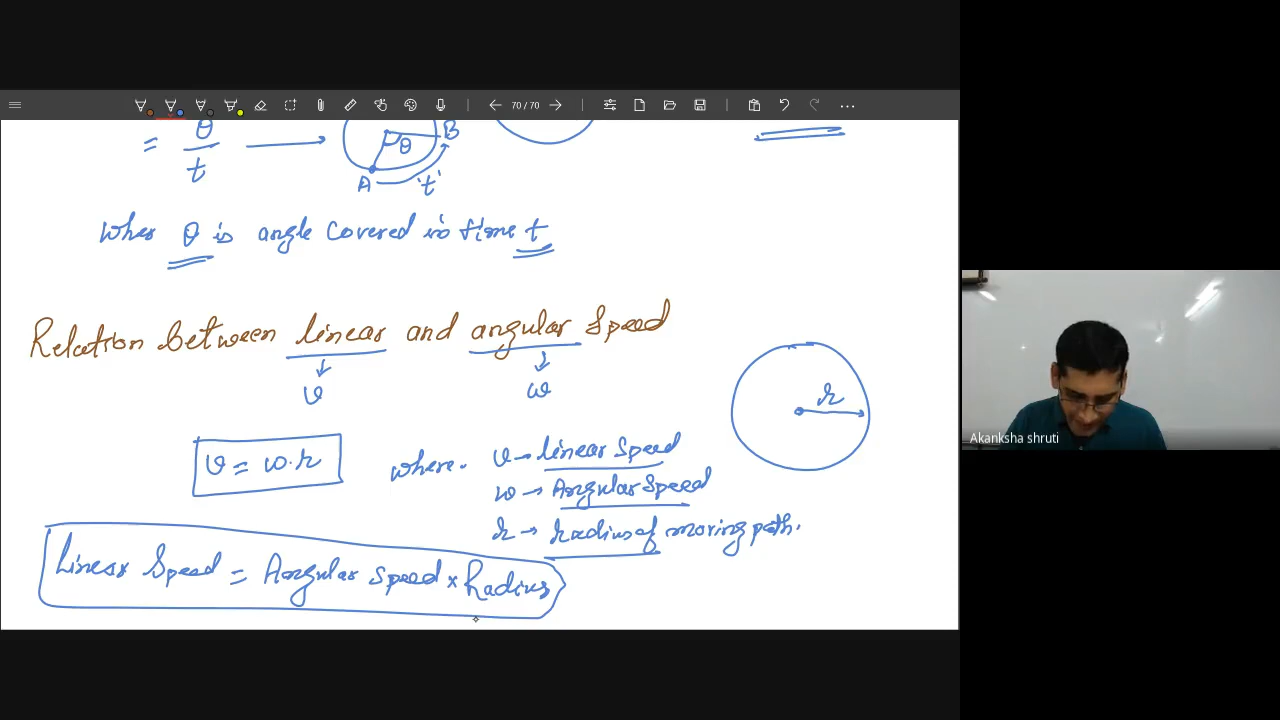 70 / 70
= θ/t
θ
B
A
't'
Wher θ is angle covered in time t
Relation between linear and angular Speed
v
ω
r
v = ω.r
where.
v → linear Speed
ω → Angular Speed
r → radius of moving path.
Linear Speed = Angular Speed × Radius
Akanksha shruti